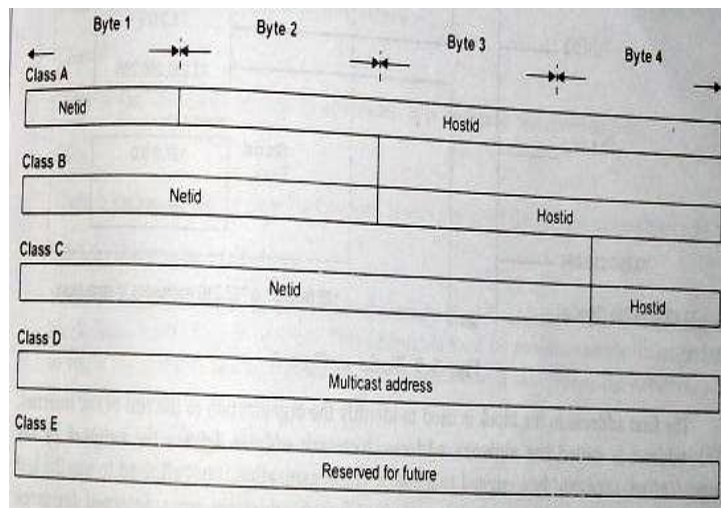 Byte 1 Byte 2 Byte 3 Byte 4
Class A
Netid Hostid
Class B
Netid Hostid
Class C
Netid Hostid
Class D
Multicast address
Class E
Reserved for future